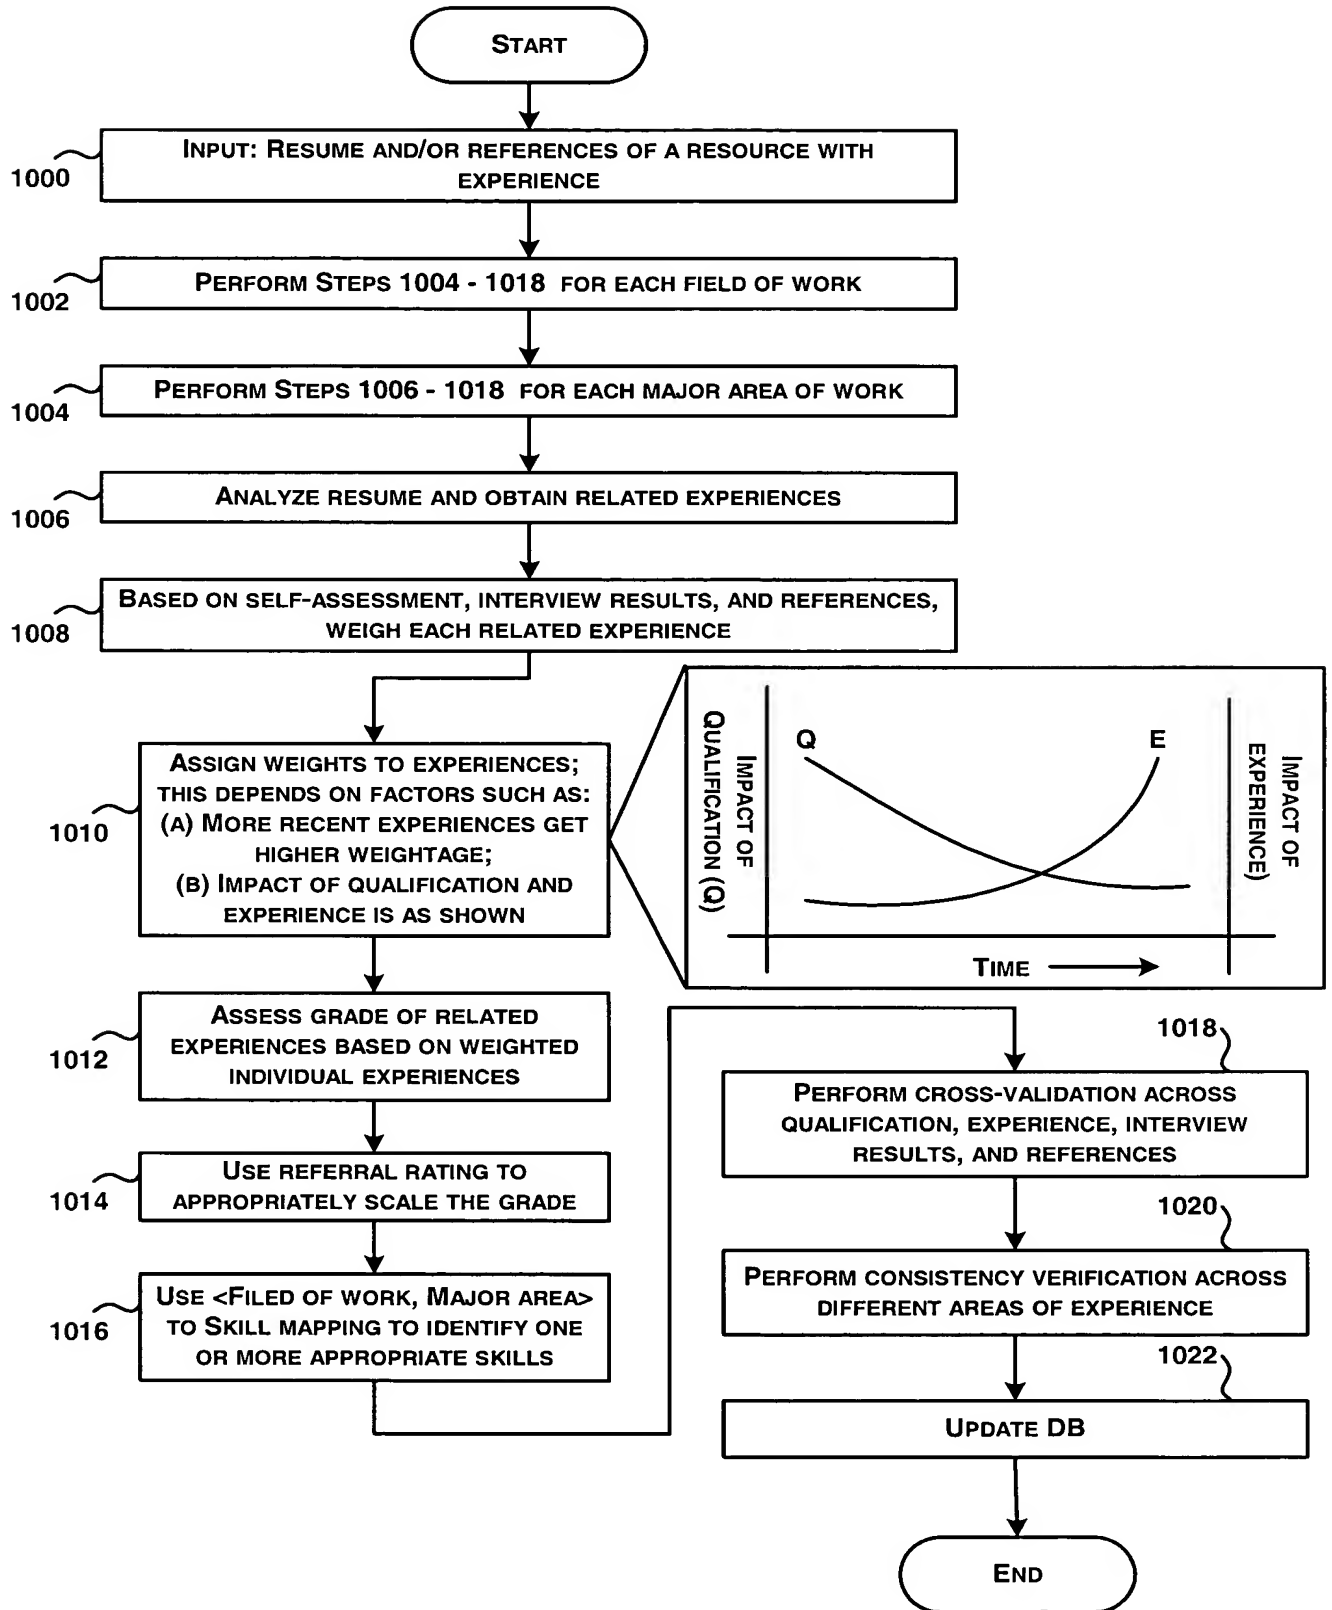 START
1000
INPUT: RESUME AND/OR REFERENCES OF A RESOURCE WITH
EXPERIENCE
1002
PERFORM STEPS 1004 - 1018 FOR EACH FIELD OF WORK
1004
PERFORM STEPS 1006 - 1018 FOR EACH MAJOR AREA OF WORK
1006
ANALYZE RESUME AND OBTAIN RELATED EXPERIENCES
1008
BASED ON SELF-ASSESSMENT, INTERVIEW RESULTS, AND REFERENCES,
WEIGH EACH RELATED EXPERIENCE
1010
ASSIGN WEIGHTS TO EXPERIENCES;
THIS DEPENDS ON FACTORS SUCH AS:
(A) MORE RECENT EXPERIENCES GET
HIGHER WEIGHTAGE;
(B) IMPACT OF QUALIFICATION AND
EXPERIENCE IS AS SHOWN
IMPACT OF
QUALIFICATION (Q)
Q
E
IMPACT OF
EXPERIENCE)
TIME
1012
ASSESS GRADE OF RELATED
EXPERIENCES BASED ON WEIGHTED
INDIVIDUAL EXPERIENCES
1014
USE REFERRAL RATING TO
APPROPRIATELY SCALE THE GRADE
1016
USE <FILED OF WORK, MAJOR AREA>
TO SKILL MAPPING TO IDENTIFY ONE
OR MORE APPROPRIATE SKILLS
1018
PERFORM CROSS-VALIDATION ACROSS
QUALIFICATION, EXPERIENCE, INTERVIEW
RESULTS, AND REFERENCES
1020
PERFORM CONSISTENCY VERIFICATION ACROSS
DIFFERENT AREAS OF EXPERIENCE
1022
UPDATE DB
END